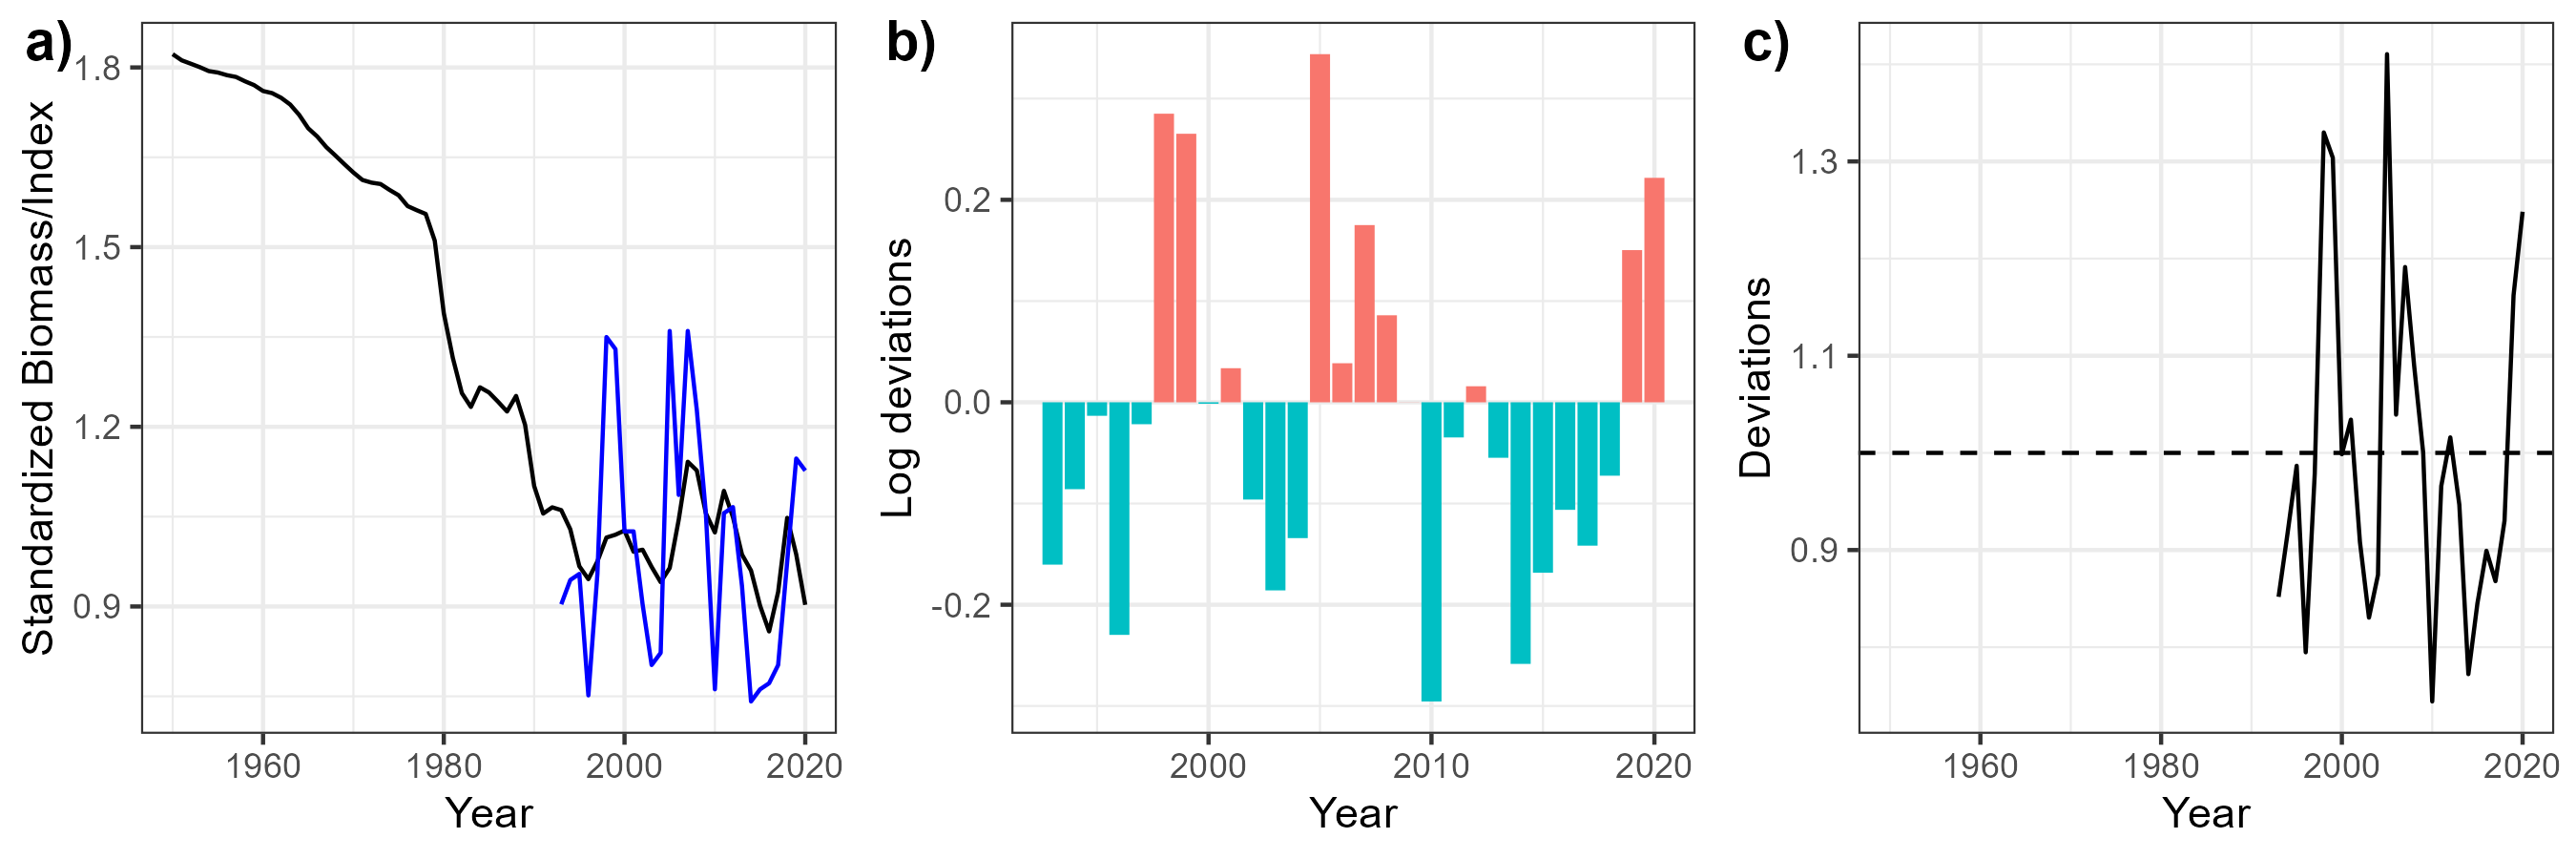 a)
Standardized Biomass/Index
1.8
1.5
1.2
0.9
1960 1980 2000 2020
Year
b)
Log deviations
0.2
0.0
-0.2
2000 2010 2020
Year
c)
Deviations
1.3
1.1
0.9
1960 1980 2000 2020
Year